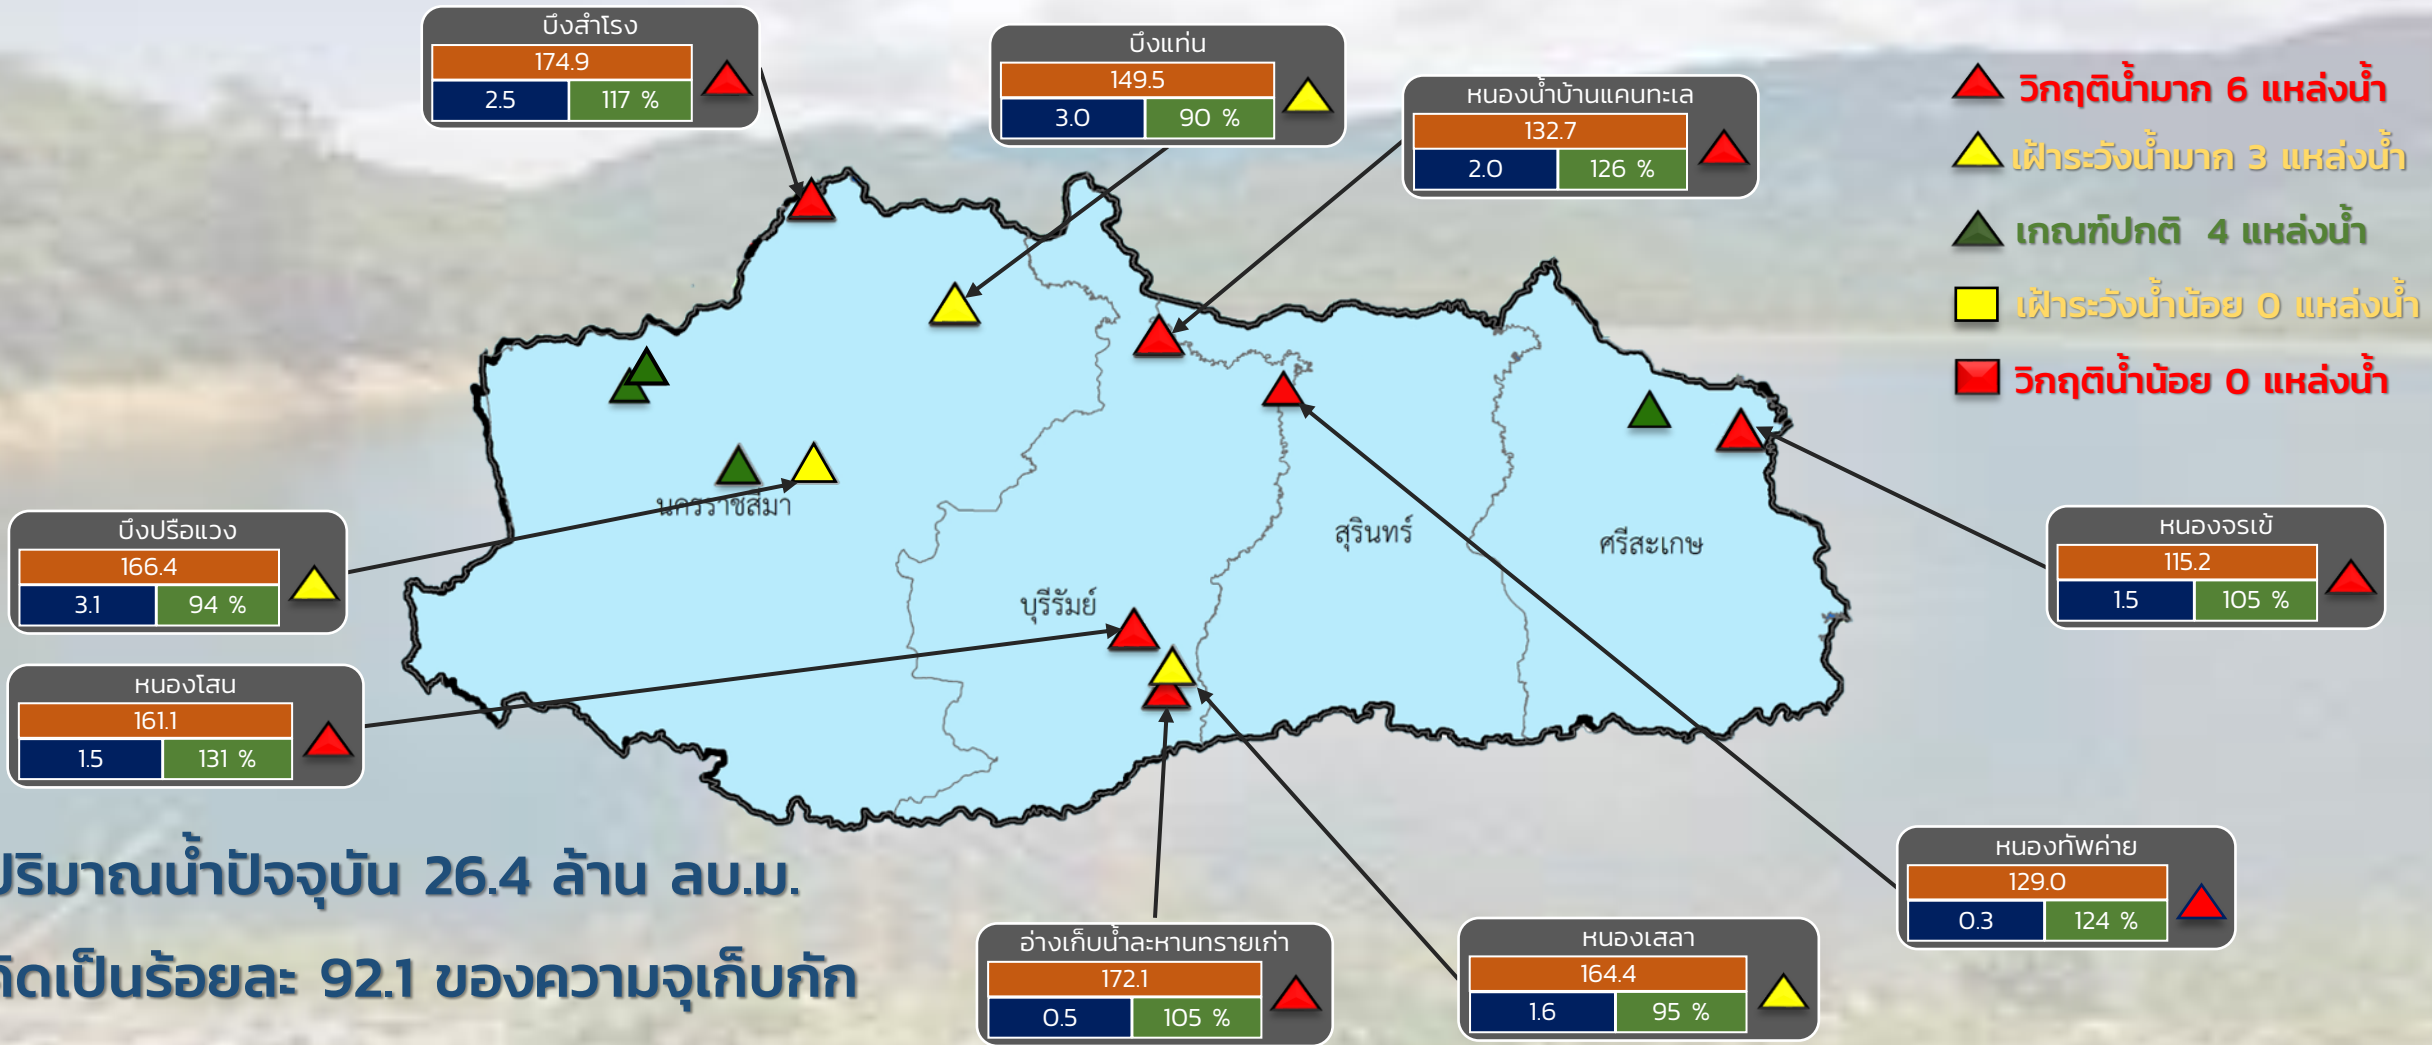 บึงสำโรง
174.9
2.5 117 %
บึงแท่น
149.5
3.0 90 %
หนองน้ำบ้านแคนทะเล
132.7
2.0 126 %
วิกฤติน้ำมาก 6 แหล่งน้ำ
เฝ้าระวังน้ำมาก 3 แหล่งน้ำ
เกณฑ์ปกติ 4 แหล่งน้ำ
เฝ้าระวังน้ำน้อย 0 แหล่งน้ำ
วิกฤติน้ำน้อย 0 แหล่งน้ำ
นครราชสีมา
บุรีรัมย์
สุรินทร์
ศรีสะเกษ
บึงปรือแวง
166.4
3.1 94 %
หนองโสน
161.1
1.5 131 %
หนองจรเข้
115.2
1.5 105 %
หนองทัพค่าย
129.0
0.3 124 %
ปริมาณน้ำปัจจุบัน 26.4 ล้าน ลบ.ม.
คิดเป็นร้อยละ 92.1 ของความจุเก็บกัก
อ่างเก็บน้ำละหานทรายเก่า
172.1
0.5 105 %
หนองเสลา
164.4
1.6 95 %